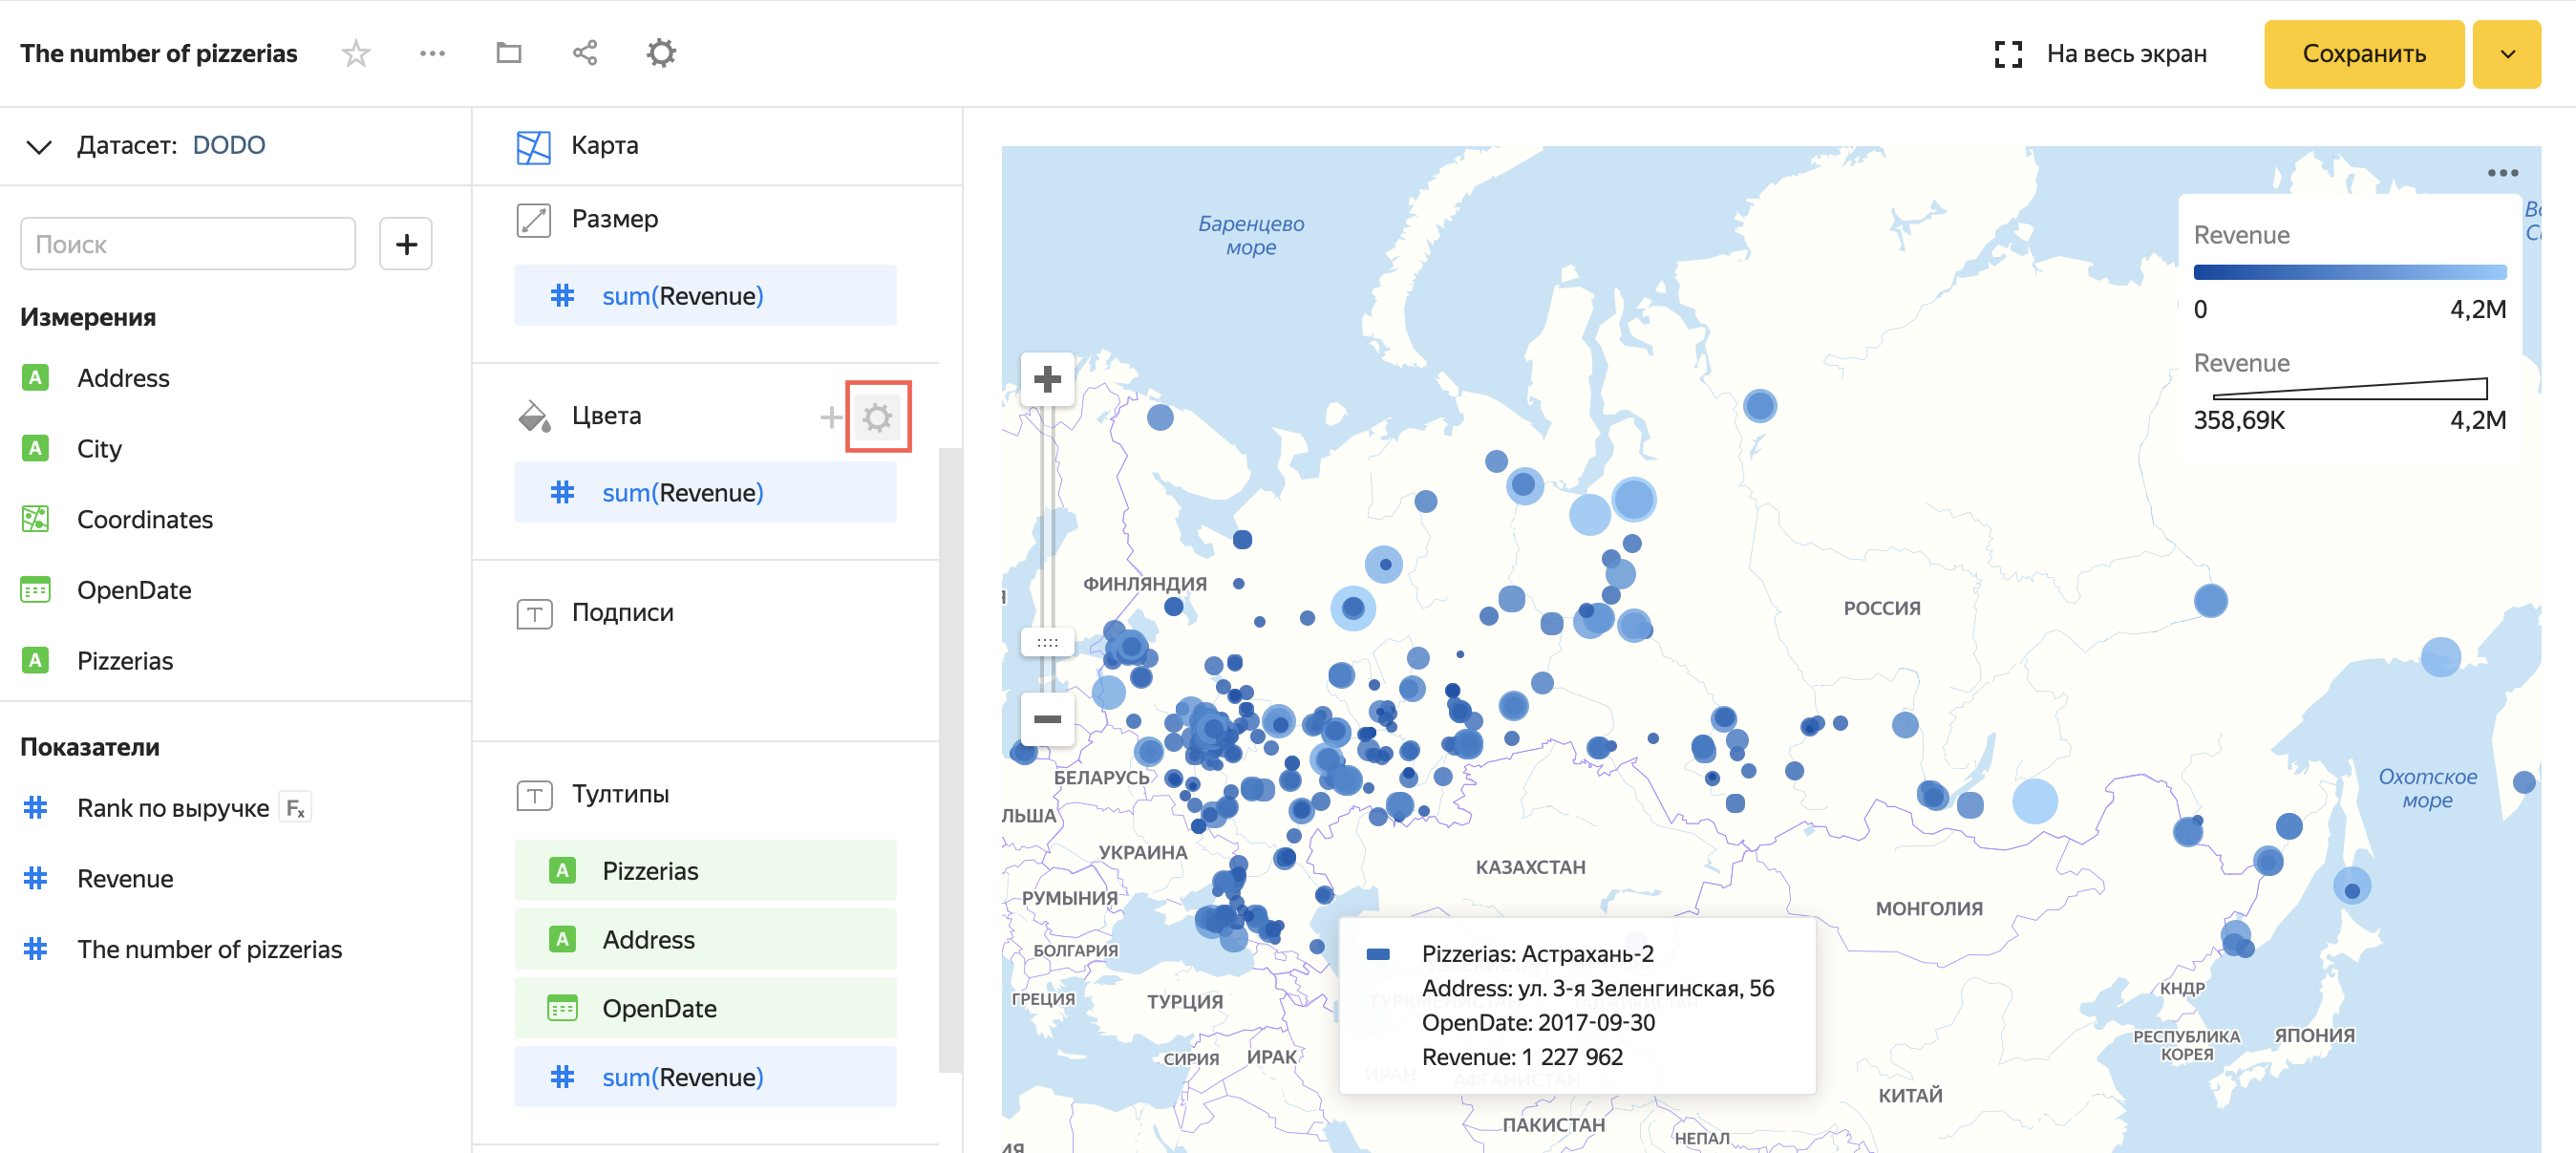 The number of pizzerias
На весь экран
Сохранить
Датасет: DODO
Поиск
Измерения
Address
City
Coordinates
OpenDate
Pizzerias
Показатели
Rank по выручке
Fx
Revenue
The number of pizzerias
Карта
Размер
sum(Revenue)
Цвета
sum(Revenue)
Подписи
Тултипы
Pizzerias
Address
OpenDate
sum(Revenue)
Баренцево
море
Revenue
0 4,2M
Revenue
358,69K 4,2M
ФИНЛЯНДИЯ
РОССИЯ
БЕЛАРУСЬ
ЛЬША
УКРАИНА
РУМЫНИЯ
БОЛГАРИЯ
ГРЕЦИЯ
ТУРЦИЯ
СИРИЯ
ИРАК
КАЗАХСТАН
МОНГОЛИЯ
Охотское
море
КНДР
РЕСПУБЛИКА
КОРЕЯ
ЯПОНИЯ
КИТАЙ
ПАКИСТАН
НЕПАЛ
Pizzerias: Астрахань-2
Address: ул. 3-я Зеленгинская, 56
OpenDate: 2017-09-30
Revenue: 1 227 962
ИРАН
АФГАНИСТАН